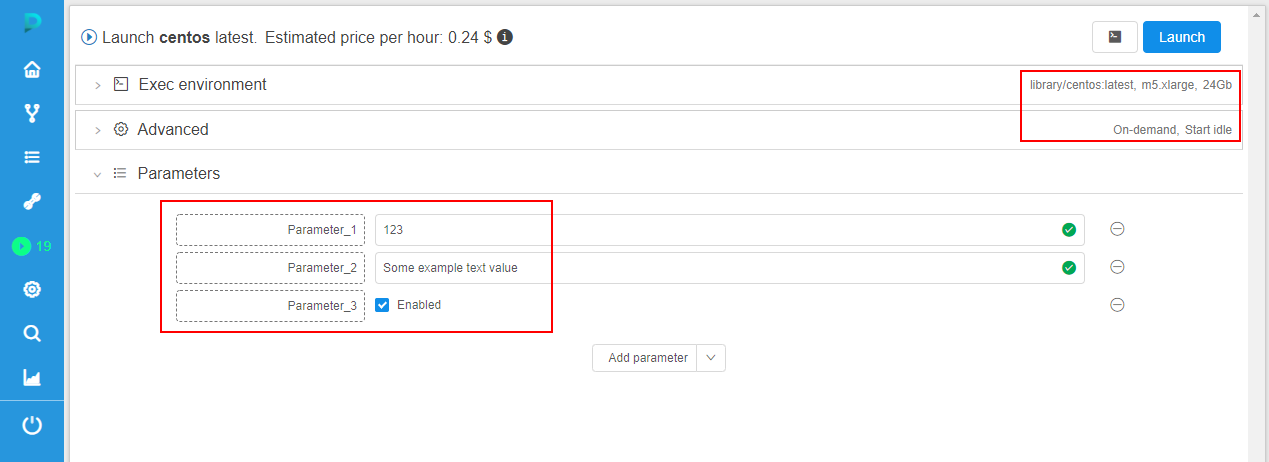 Launch centos latest. Estimated price per hour: 0.24 $
Launch
Exec environment
library/centos:latest, m5.xlarge, 24Gb
Advanced
On-demand, Start idle
Parameters
Parameter_1 123
Parameter_2 Some example text value
19
Parameter_3 Enabled
Add parameter